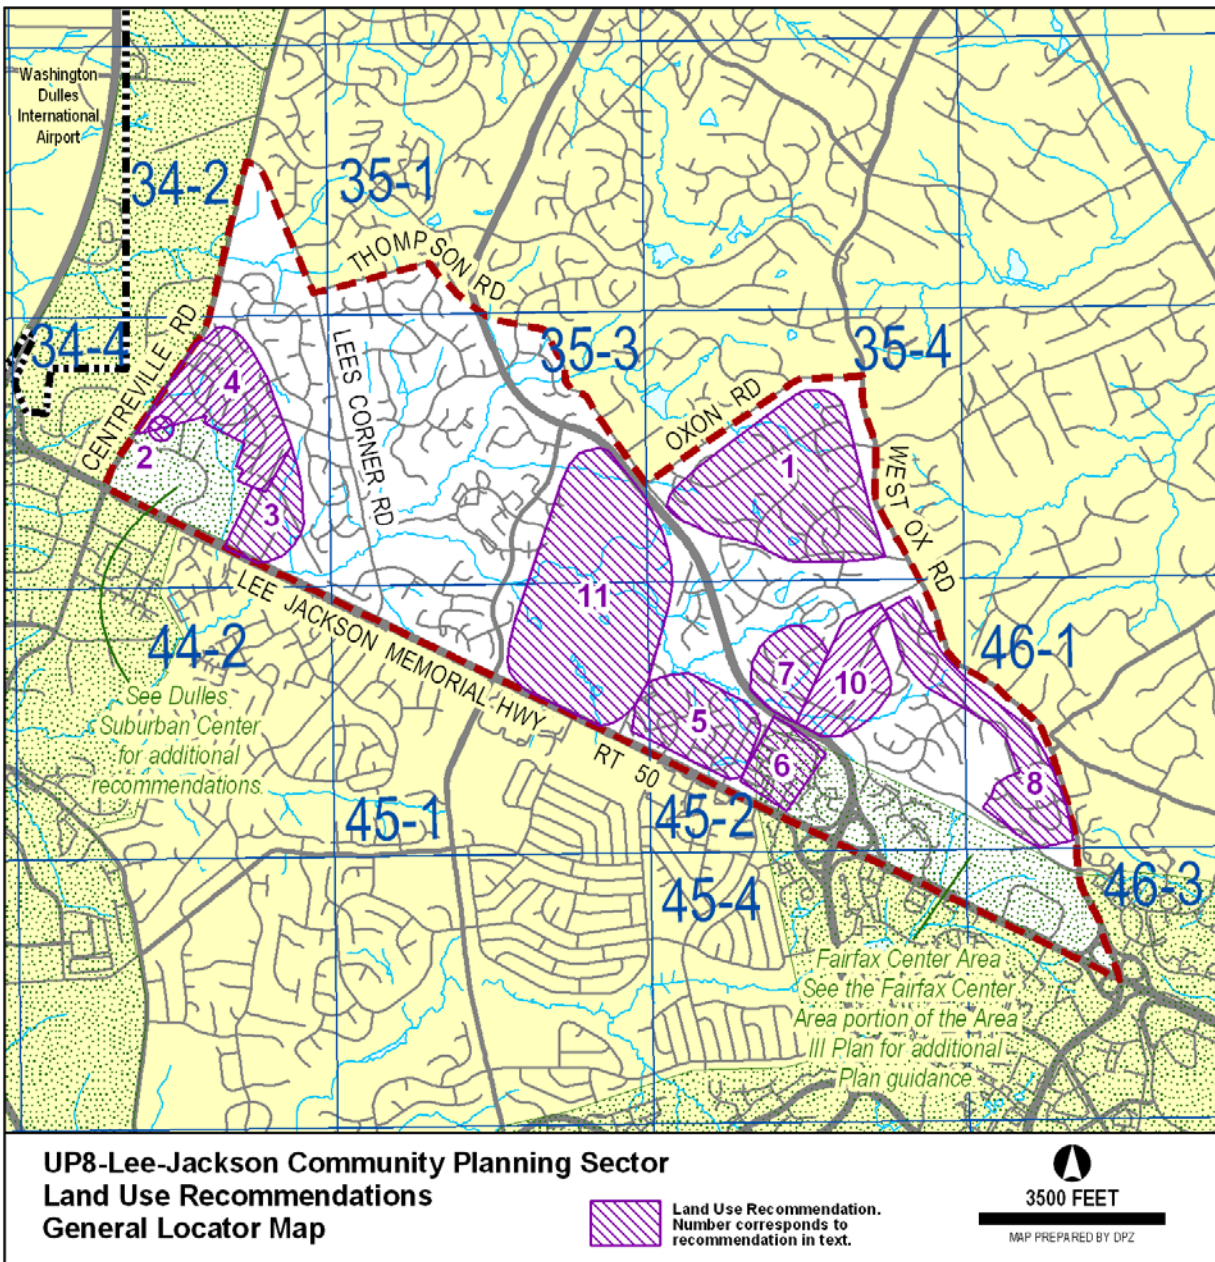 Washington
Dulles
International
Airport
34-2
35-1
THOMPSON RD
34-4
CENTREVILLE RD
LEES CORNER RD
35-3
35-4
OXON RD
WEST OX RD
4
2
3
1
11
LEE JACKSON MEMORIAL HWY
RT 50
44-2
46-1
7
10
5
6
8
See Dulles
Suburban Center
for additional
recommendations.
45-1
45-2
45-4
46-3
Fairfax Center Area
See the Fairfax Center
Area portion of the Area
III Plan for additional
Plan guidance
UP8-Lee-Jackson Community Planning Sector
Land Use Recommendations
General Locator Map
Land Use Recommendation.
Number corresponds to
recommendation in text.
3500 FEET
MAP PREPARED BY DPZ